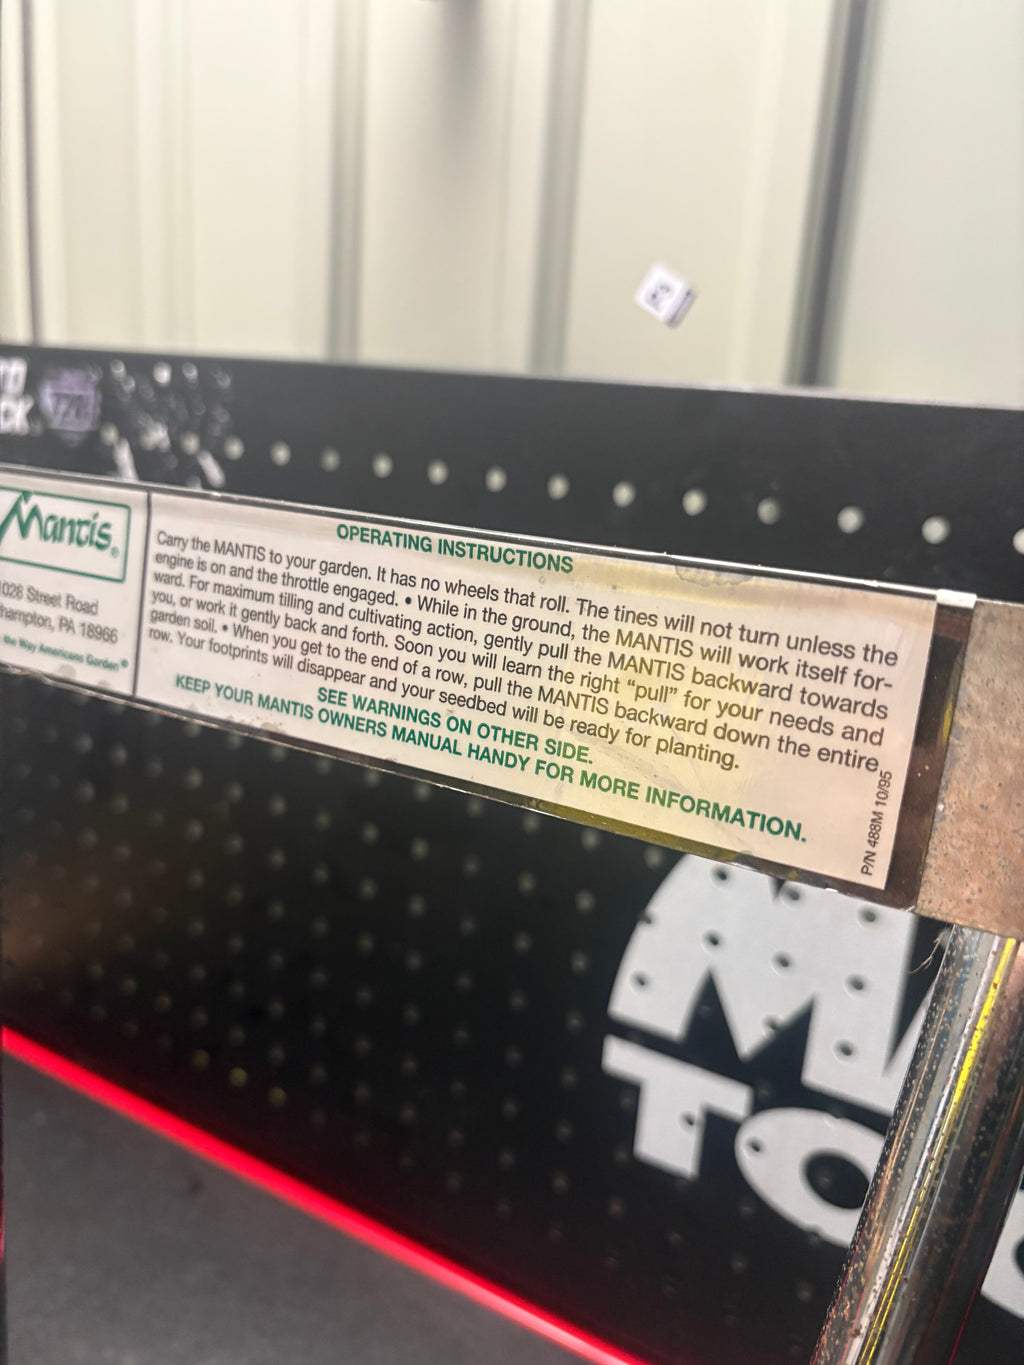 Mantis®
1028 Street Road
hampton, PA 18966
the Way Americans Garden®
OPERATING INSTRUCTIONS
Carry the MANTIS to your garden. It has no wheels that roll. The tines will not turn unless the
engine is on and the throttle engaged. • While in the ground, the MANTIS will work itself for-
ward. For maximum tilling and cultivating action, gently pull the MANTIS backward towards
you, or work it gently back and forth. Soon you will learn the right "pull" for your needs and
garden soil. • When you get to the end of a row, pull the MANTIS backward down the entire
row. Your footprints will disappear and your seedbed will be ready for planting.
SEE WARNINGS ON OTHER SIDE.
KEEP YOUR MANTIS OWNERS MANUAL HANDY FOR MORE INFORMATION.
P/N 488M 10/95
TO